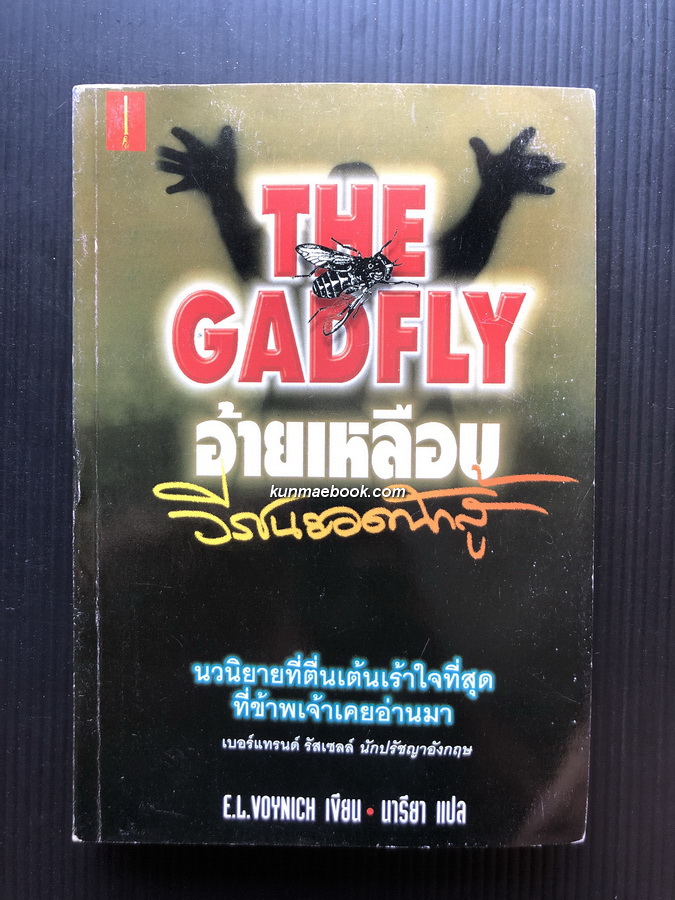 THE
GADFLY
อ้ายเหลือบ
kunmaebook.com
วีรชนยอดนักสู้
นวนิยายที่ตื่นเต้นเร้าใจที่สุด
ที่ข้าพเจ้าเคยอ่านมา
เบอร์แทรนด์ รัสเซลล์ นักปรัชญาอังกฤษ
E.L.VOYNICH เขียน • นารียา แปล